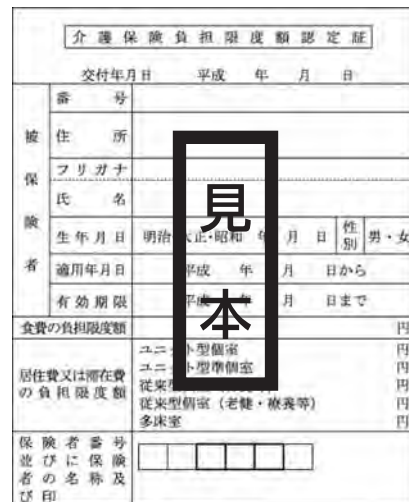 介護保険負担限度額認定証
交付年月日 平成 年 月 日
被保険者
番号
住所
フリガナ
氏名
生年月日 明治・大正・昭和 年 月 日 性別 男・女
適用年月日 平成 年 月 日から
有効期限 平成 年 月 日まで
食費の負担限度額 円
居住費又は滞在費の負担限度額
ユニット型個室 円
ユニット型準個室 円
従来型
円
従来型個室(老健・療養等) 円
多床室 円
保険者番号
並びに保険
者の名称及
び印
見本